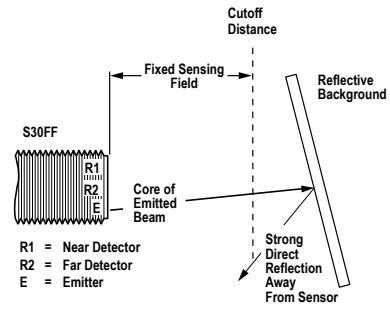 Cutoff
Distance
Fixed Sensing
Field
Reflective
Background
S30FF
R1
R2
E
Core of
Emitted
Beam
R1 = Near Detector
R2 = Far Detector
E = Emitter
Strong
Direct
Reflection
Away
From Sensor